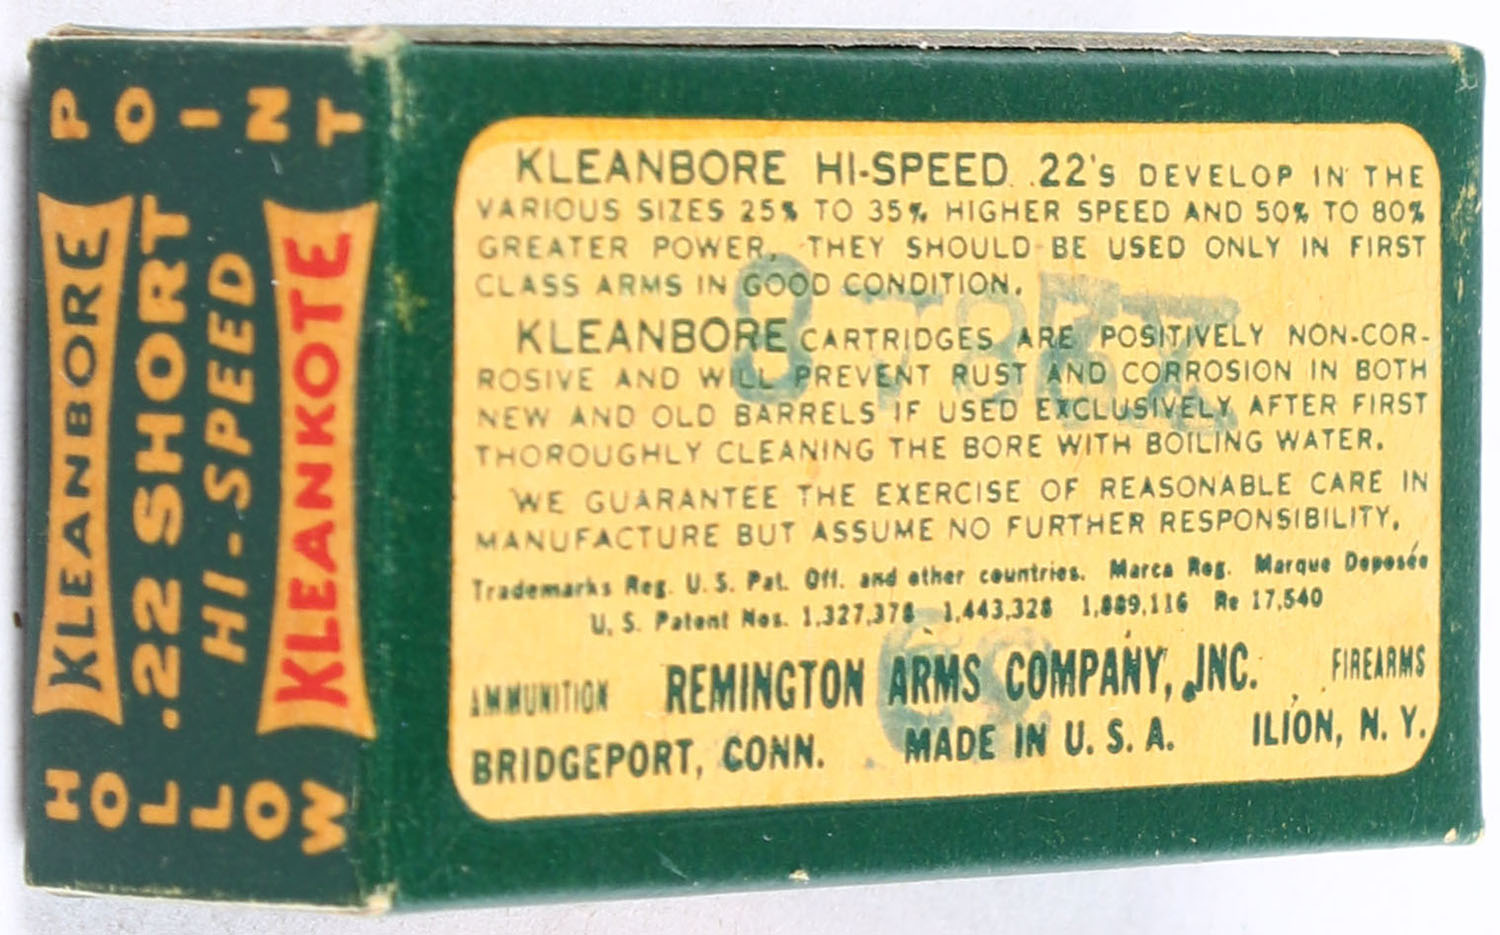 HOLLOW POINT
KLEANBORE
.22 SHORT
HI-SPEED
KLEANKOTE
KLEANBORE HI-SPEED .22's DEVELOP IN THE
VARIOUS SIZES 25% TO 35% HIGHER SPEED AND 50% TO 80%
GREATER POWER, THEY SHOULD BE USED ONLY IN FIRST
CLASS ARMS IN GOOD CONDITION.
KLEANBORE CARTRIDGES ARE POSITIVELY NON-COR-
ROSIVE AND WILL PREVENT RUST AND CORROSION IN BOTH
NEW AND OLD BARRELS IF USED EXCLUSIVELY AFTER FIRST
THOROUGHLY CLEANING THE BORE WITH BOILING WATER.
WE GUARANTEE THE EXERCISE OF REASONABLE CARE IN
MANUFACTURE BUT ASSUME NO FURTHER RESPONSIBILITY.
Trademarks Reg. U.S. Pat. Off. and other countries. Marca Reg. Marque Deposée
U.S. Patent Nos. 1,327,378 1,443,328 1,889,116 Re 17,540
AMMUNITION REMINGTON ARMS COMPANY, INC. FIREARMS
BRIDGEPORT, CONN. MADE IN U.S.A. ILION, N.Y.